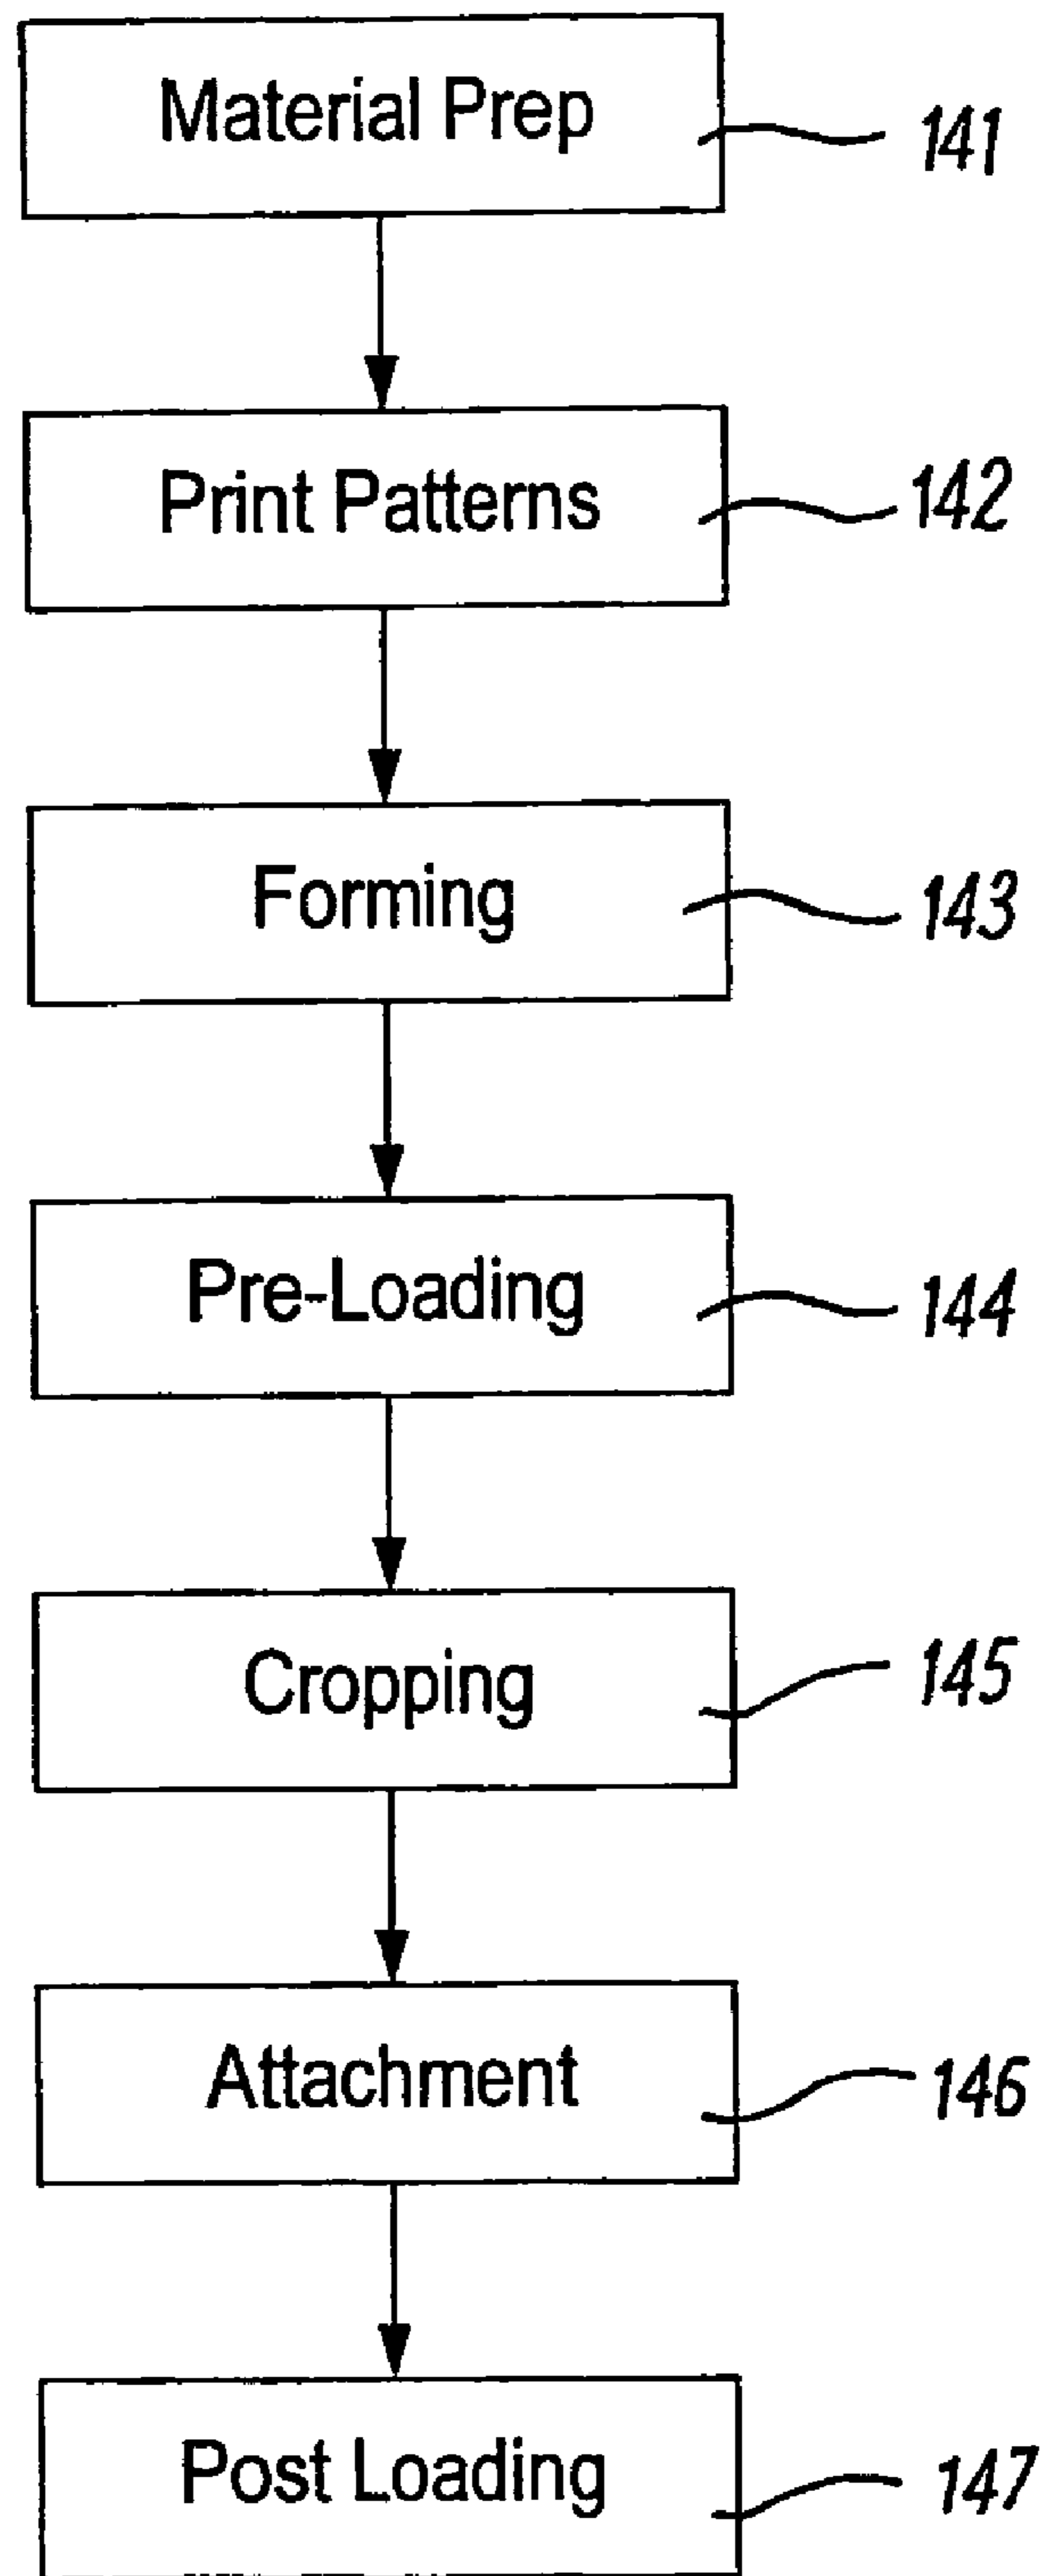 Material Prep
141
Print Patterns
142
Forming
143
Pre-Loading
144
Cropping
145
Attachment
146
Post Loading
147